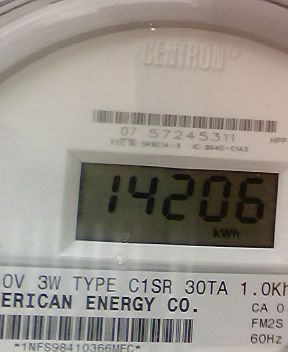 CENTRON
07 57245311
14206
kWh
0V 3W TYPE C1SR 30TA 1.0Kh
ERICAN ENERGY CO.
CA 0
FM2S
60Hz
*1NFS98410366MEC*